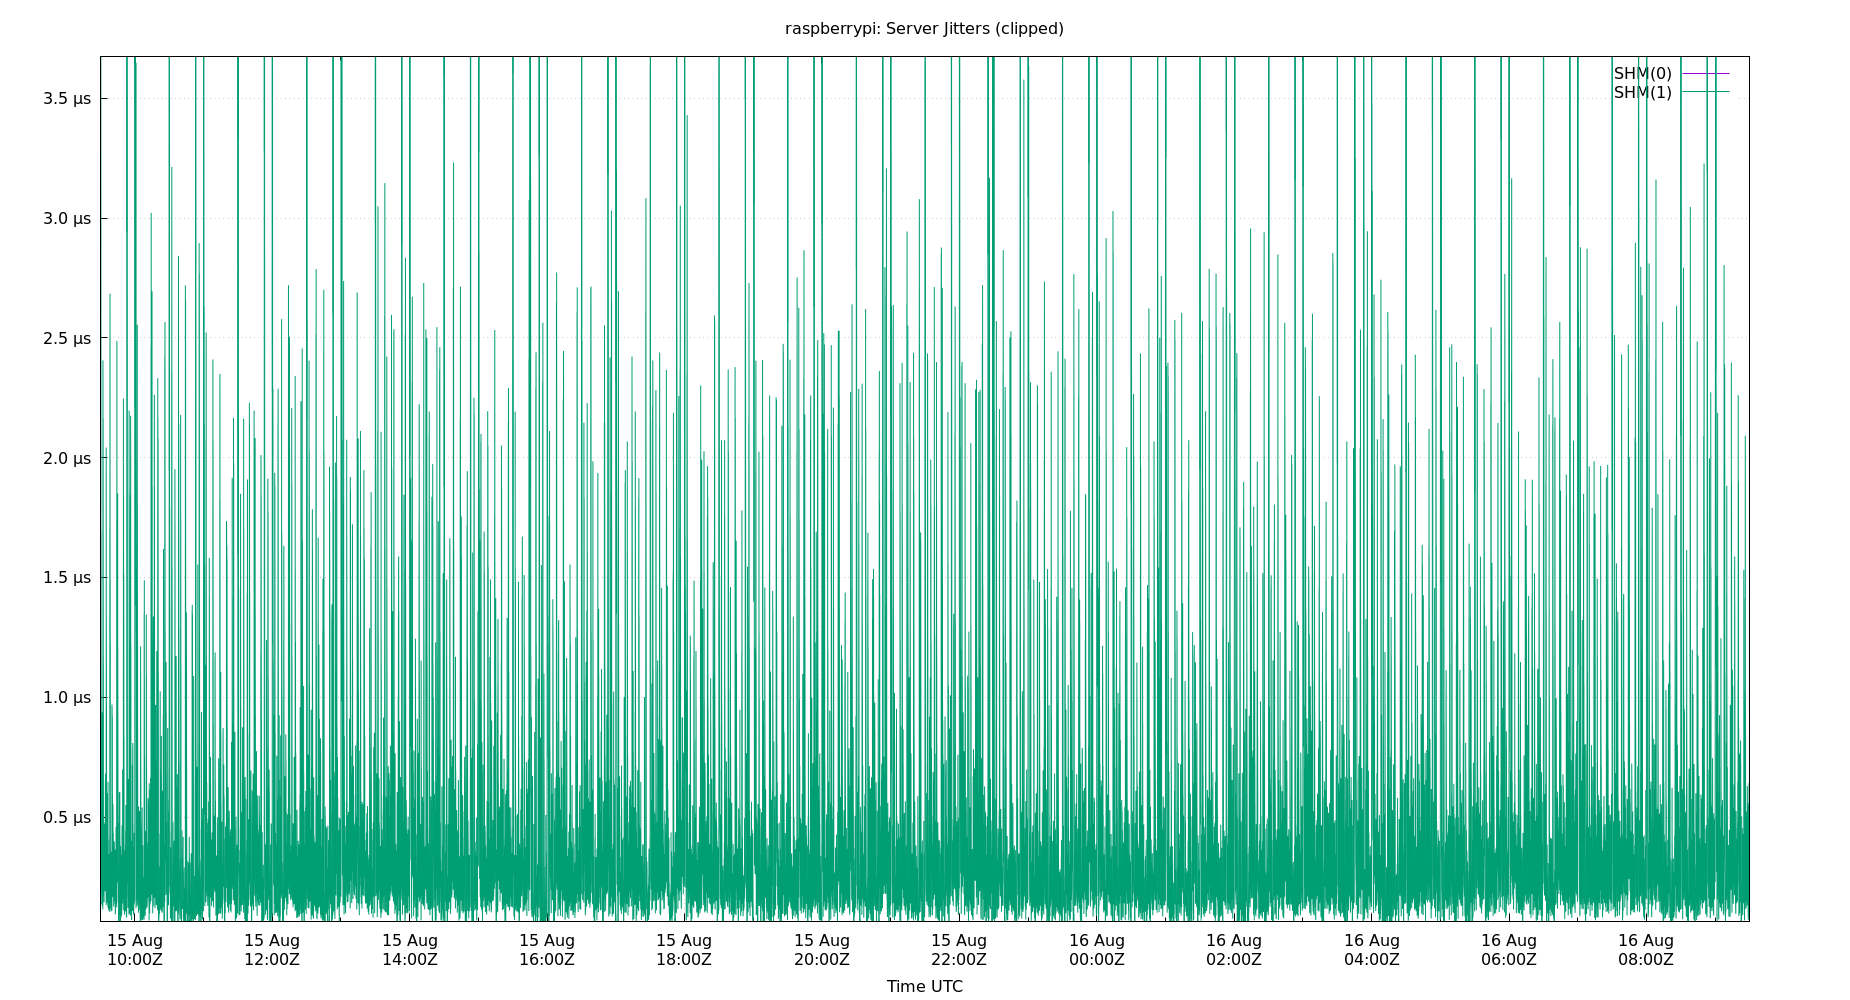 raspberrypi: Server Jitters (clipped)
SHM(0)
SHM(1)
3.5 µs
3.0 µs
2.5 µs
2.0 µs
1.5 µs
1.0 µs
0.5 µs
15 Aug 15 Aug 15 Aug 15 Aug 15 Aug 15 Aug 15 Aug 16 Aug 16 Aug 16 Aug 16 Aug 16 Aug
10:00Z 12:00Z 14:00Z 16:00Z 18:00Z 20:00Z 22:00Z 00:00Z 02:00Z 04:00Z 06:00Z 08:00Z
Time UTC